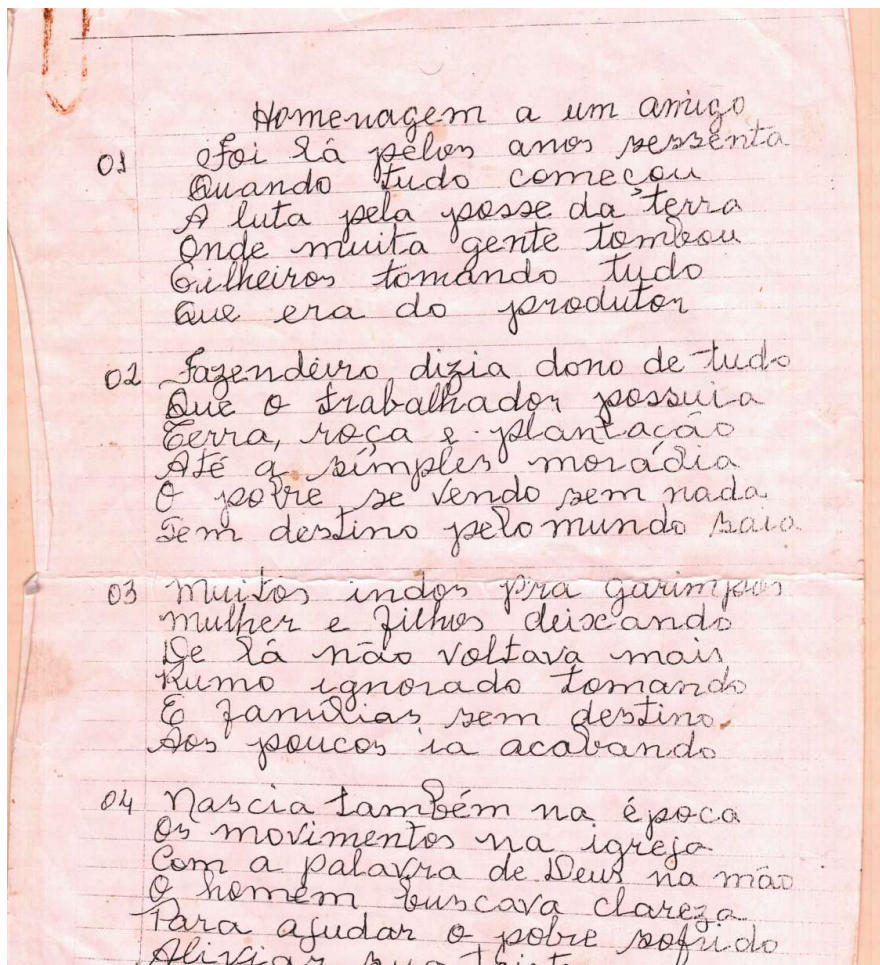 Homenagem a um amigo
01 Foi lá pelos anos sessenta
Quando tudo começou
A luta pela posse da terra
Onde muita gente tombou
Grilheiros tomando tudo
Que era do produtor
02 Fazendeiro dizia dono de tudo
Que o trabalhador possuia
Terra, roça e plantação
Até a simples morádia
O pobre se vendo sem nada
Sem destino pelo mundo saia
03 Muitos indos pra garimpos
Mulher e filhos deixando
De lá não voltava mais
Rumo ignorado tomando
E famílias sem destino
Aos poucos ia acabando
04 Nascia também na época
Os movimentos na igreja
Com a palavra de Deus na mão
O homem buscava clareza
Para ajudar o pobre sofrido
Aliviar sua